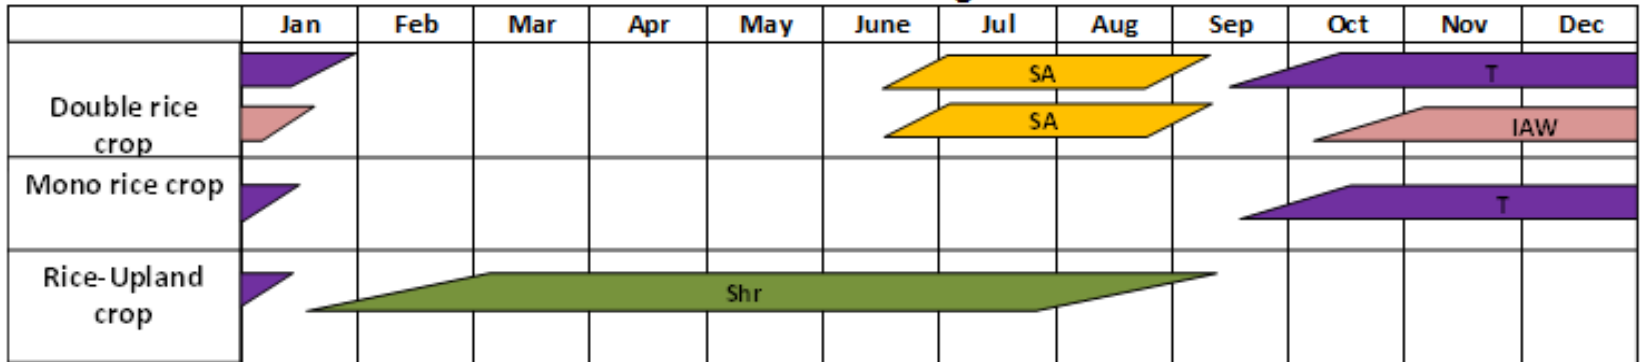 Jan Feb Mar Apr May June Jul Aug Sep Oct Nov Dec
Double rice
crop
SA T
SA IAW
Mono rice crop
T
Rice-Upland
crop
Shr